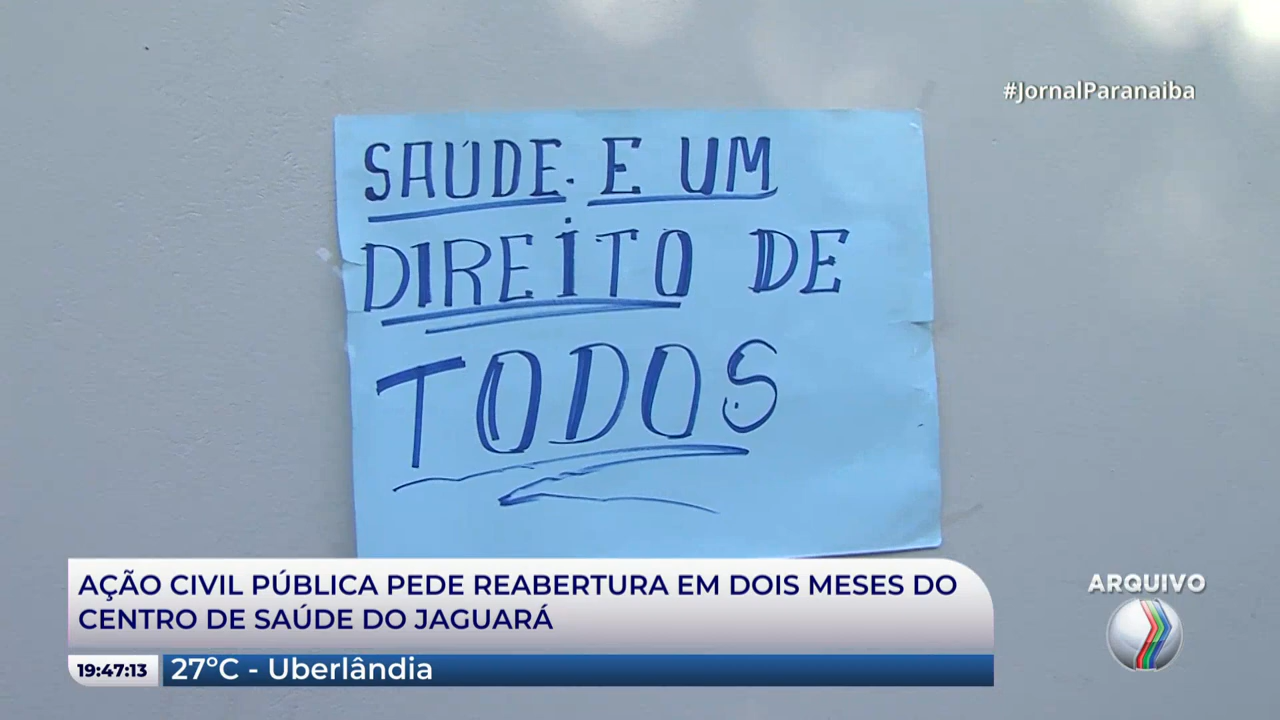 #JornalParanaiba
SAÚDE. E UM
DIREITO DE
TODOS
AÇÃO CIVIL PÚBLICA PEDE REABERTURA EM DOIS MESES DO
CENTRO DE SAÚDE DO JAGUARÁ
ARQUIVO
19:47:13 27ºC - Uberlândia